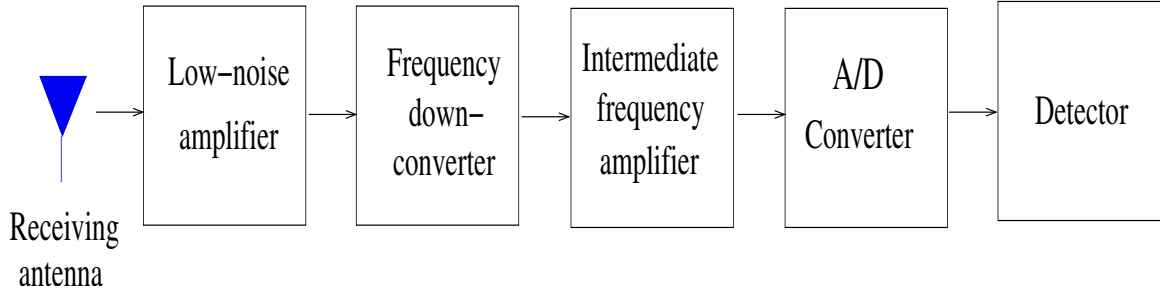 Receiving
antenna
Low–noise
amplifier
Frequency
down–
converter
Intermediate
frequency
amplifier
A/D
Converter
Detector